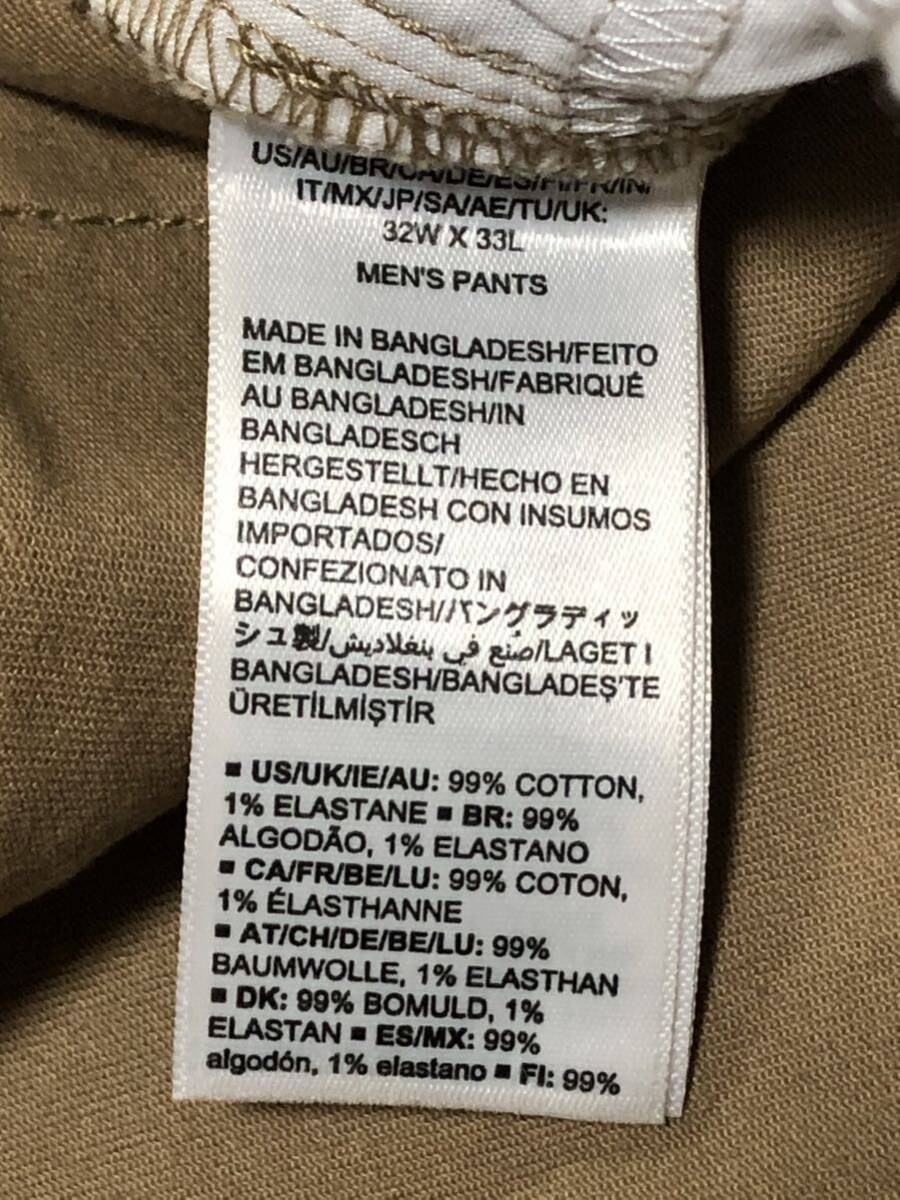 US/AU/BR/CA/DE/ES/FI/FR/IN/
IT/MX/JP/SA/AE/TU/UK:
32W X 33L
MEN'S PANTS
MADE IN BANGLADESH/FEITO
EM BANGLADESH/FABRIQUÉ
AU BANGLADESH/IN
BANGLADESCH
HERGESTELLT/HECHO EN
BANGLADESH CON INSUMOS
IMPORTADOS/
CONFEZIONATO IN
BANGLADESH/バングラディッ
シュ製/صنع في بنغلاديش/LAGET I
BANGLADESH/BANGLADEŞ'TE
ÜRETİLMİŞTİR
▪ US/UK/IE/AU: 99% COTTON,
1% ELASTANE ▪ BR: 99%
ALGODÃO, 1% ELASTANO
▪ CA/FR/BE/LU: 99% COTON,
1% ÉLASTHANNE
▪ AT/CH/DE/BE/LU: 99%
BAUMWOLLE, 1% ELASTHAN
▪ DK: 99% BOMULD, 1%
ELASTAN ▪ ES/MX: 99%
algodón, 1% elastano ▪ FI: 99%